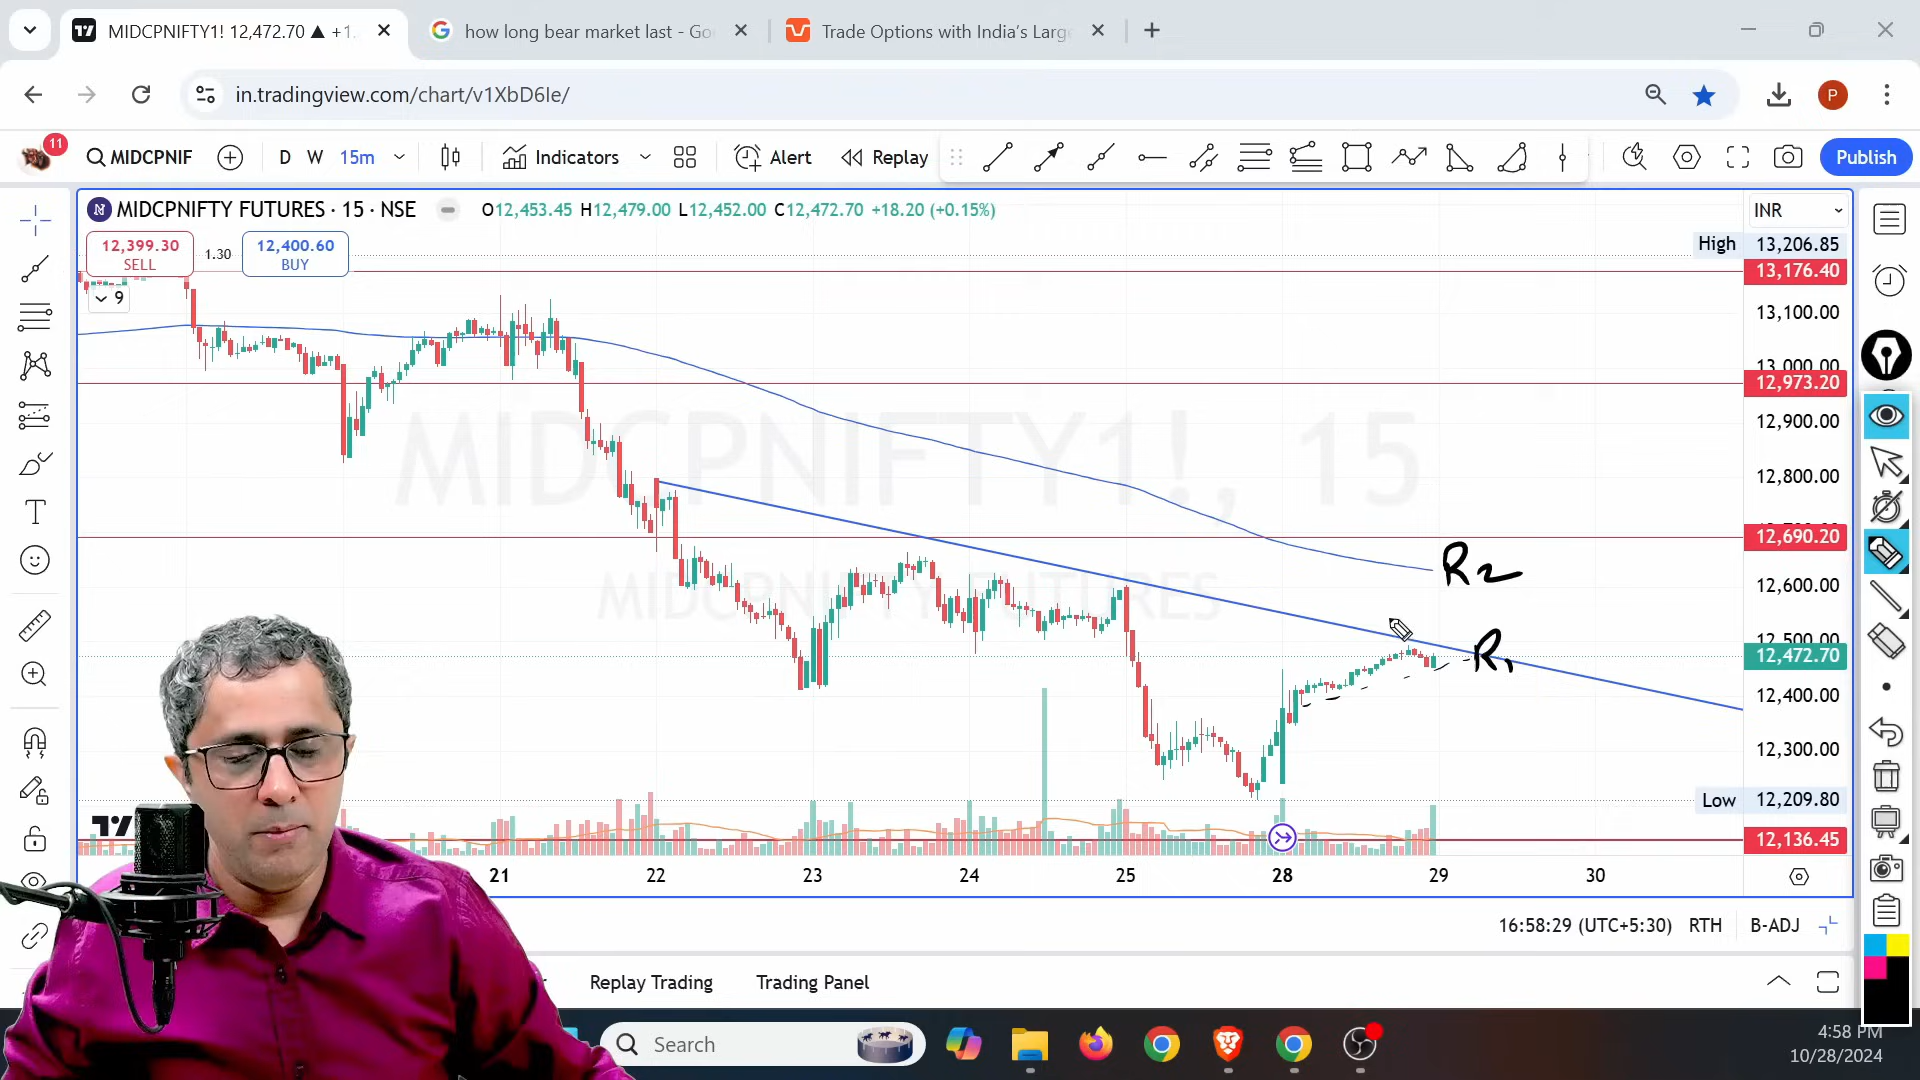 MIDCPNIFTY1! 12,472.70 ▲ +1.
how long bear market last - Go
Trade Options with India's Large
in.tradingview.com/chart/v1XbD6Ie/
P
11
MIDCPNIF
D W 15m
Indicators
Alert
Replay
Publish
MIDCPNIFTY FUTURES · 15 · NSE
O12,453.45 H12,479.00 L12,452.00 C12,472.70 +18.20 (+0.15%)
INR
12,399.30
SELL
1.30
12,400.60
BUY
9
High 13,206.85
13,176.40
13,100.00
13,000.00
12,973.20
12,900.00
12,800.00
12,690.20
12,600.00
12,500.00
12,472.70
12,400.00
12,300.00
Low 12,209.80
12,136.45
MIDCPNIFTY1!, 15
MIDCPNIFTY FUTURES
R2
R1
21 22 23 24 25 28 29 30
16:58:29 (UTC+5:30) RTH B-ADJ
Replay Trading
Trading Panel
Search
4:58 PM
10/28/2024